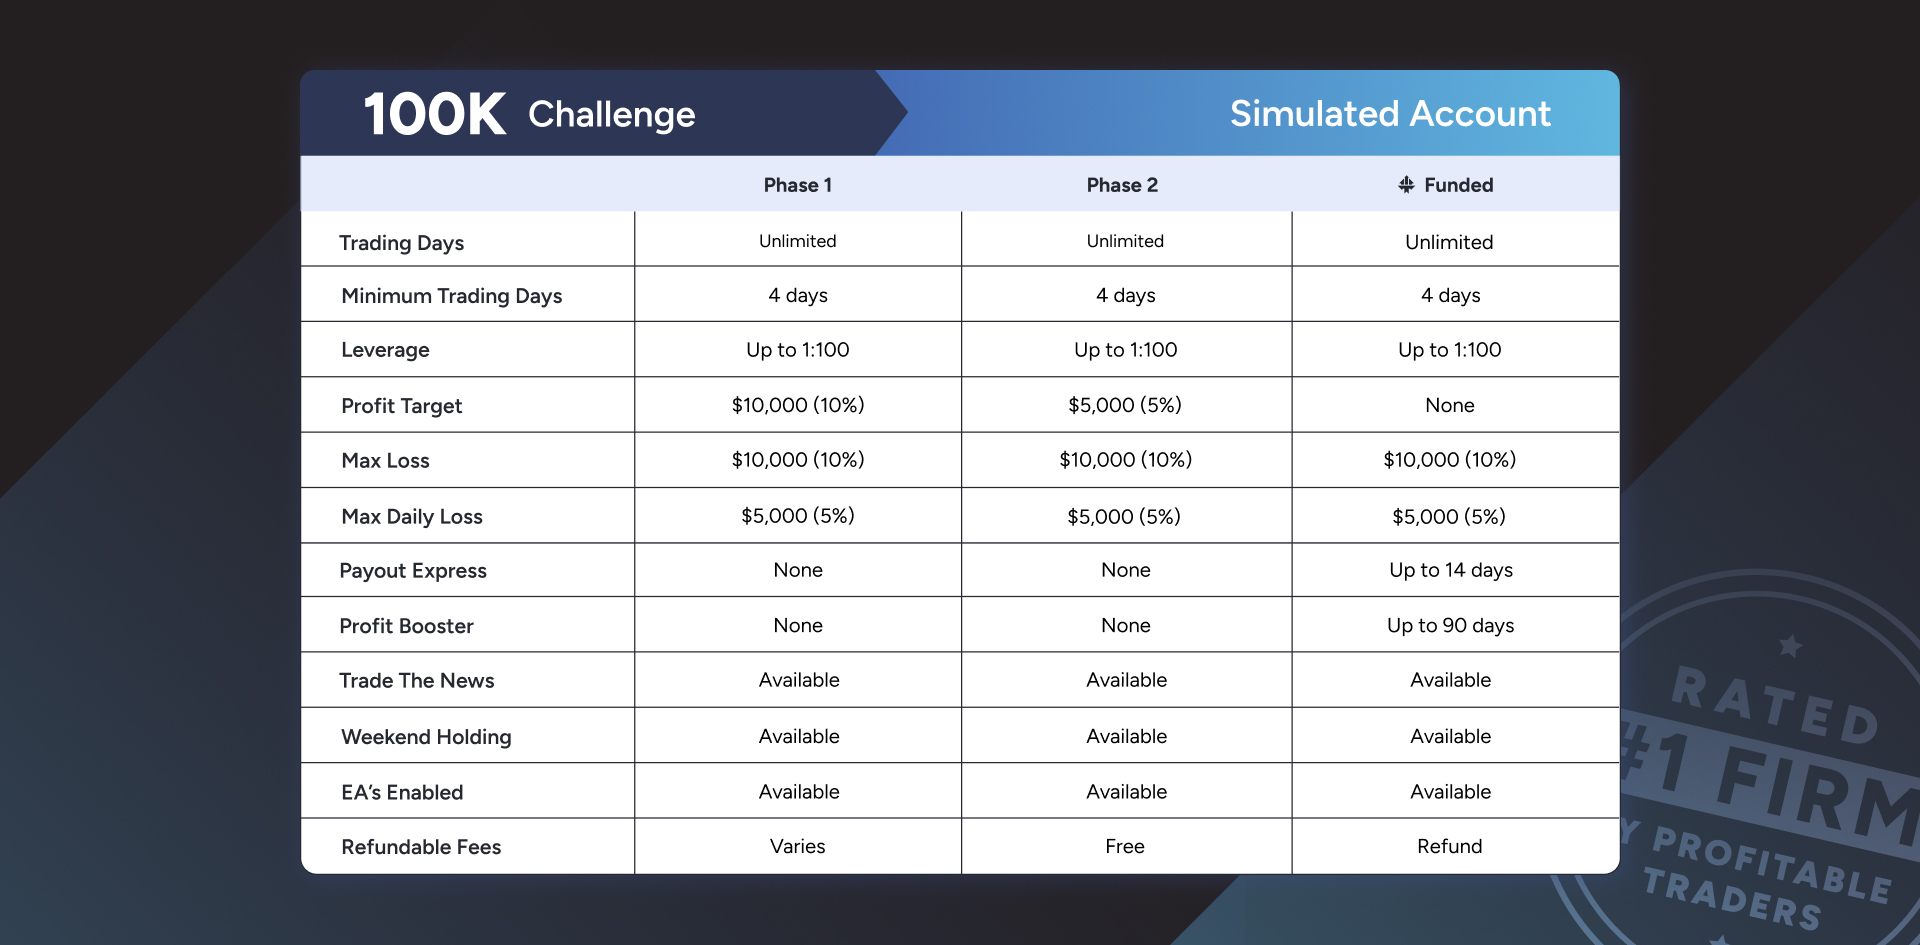 100K Challenge Simulated Account
Phase 1 Phase 2 Funded
Trading Days Unlimited Unlimited Unlimited
Minimum Trading Days 4 days 4 days 4 days
Leverage Up to 1:100 Up to 1:100 Up to 1:100
Profit Target $10,000 (10%) $5,000 (5%) None
Max Loss $10,000 (10%) $10,000 (10%) $10,000 (10%)
Max Daily Loss $5,000 (5%) $5,000 (5%) $5,000 (5%)
Payout Express None None Up to 14 days
Profit Booster None None Up to 90 days
Trade The News Available Available Available
Weekend Holding Available Available Available
EA’s Enabled Available Available Available
Refundable Fees Varies Free Refund
RATED
#1 FIRM
Y PROFITABLE
TRADERS